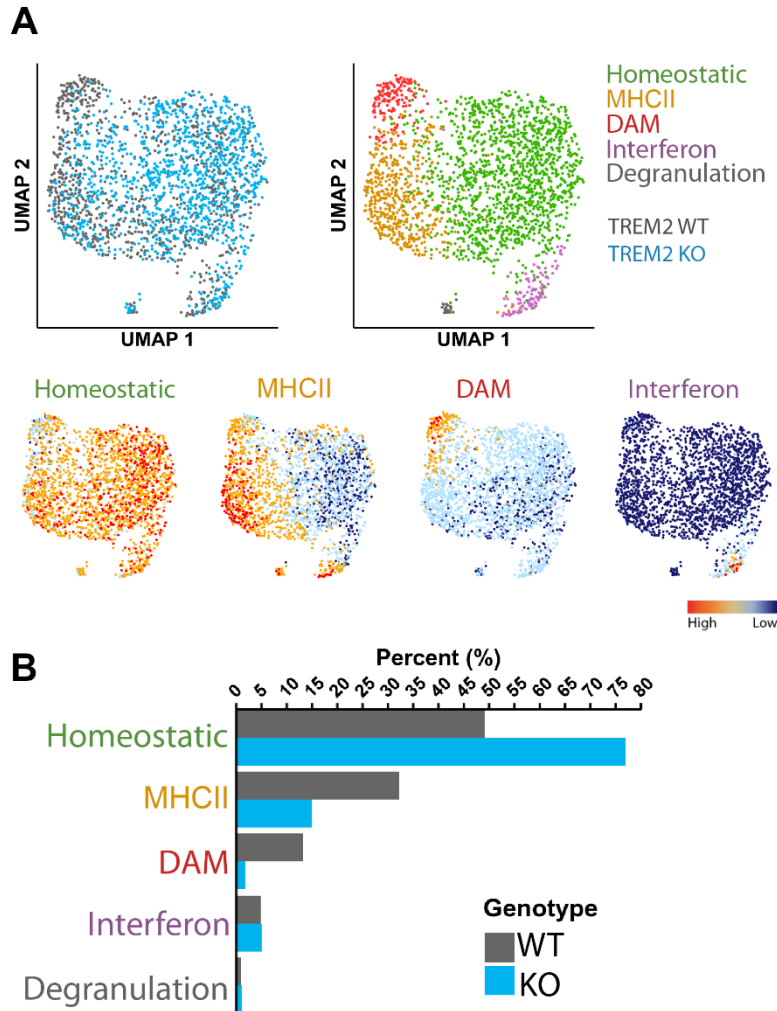 A
UMAP 2
UMAP 1
UMAP 2
UMAP 1
Homeostatic
MHCII
DAM
Interferon
Degranulation
TREM2 WT
TREM2 KO
Homeostatic
MHCII
DAM
Interferon
High Low
B
Percent (%)
0 5 10 15 20 25 30 35 40 45 50 55 60 65 70 75 80
Homeostatic
MHCII
DAM
Interferon
Degranulation
Genotype
WT
KO